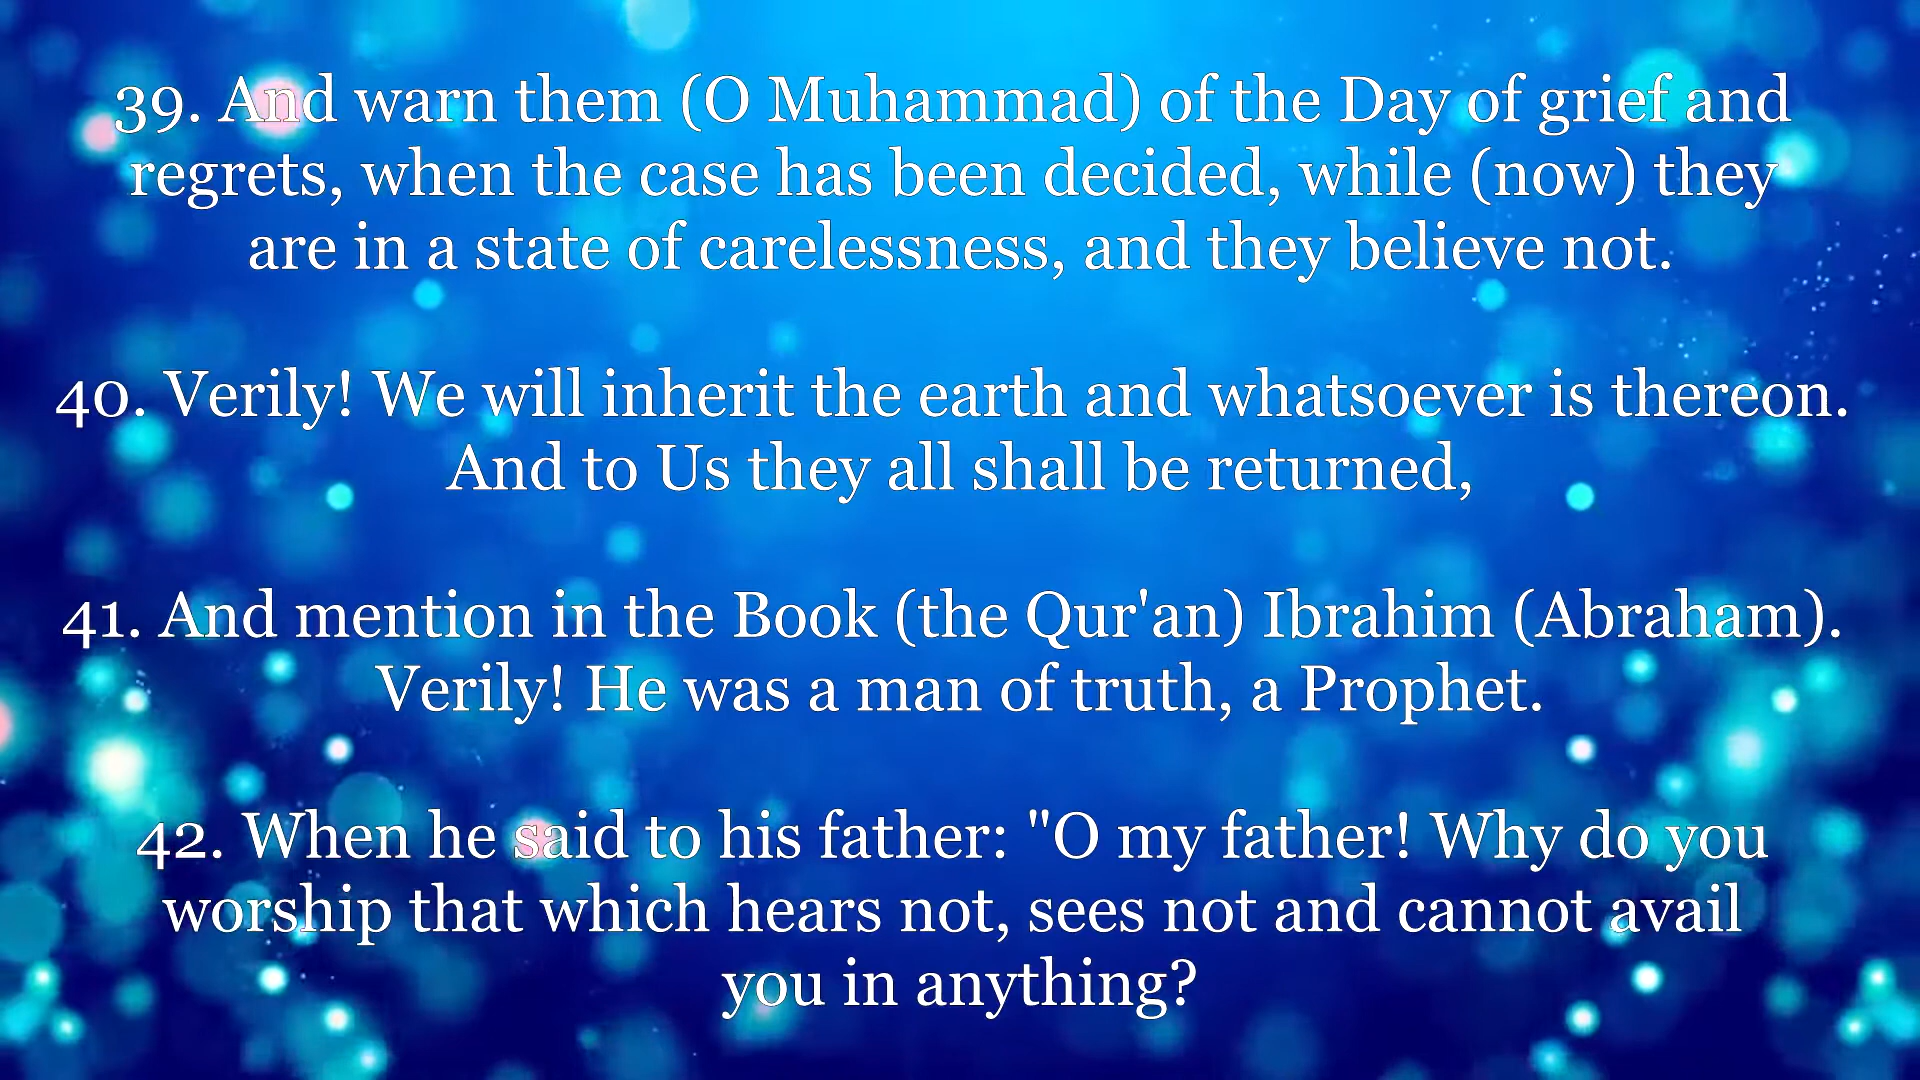 39. And warn them (O Muhammad) of the Day of grief and
regrets, when the case has been decided, while (now) they
are in a state of carelessness, and they believe not.
40. Verily! We will inherit the earth and whatsoever is thereon.
And to Us they all shall be returned,
41. And mention in the Book (the Qur'an) Ibrahim (Abraham).
Verily! He was a man of truth, a Prophet.
42. When he said to his father: "O my father! Why do you
worship that which hears not, sees not and cannot avail
you in anything?